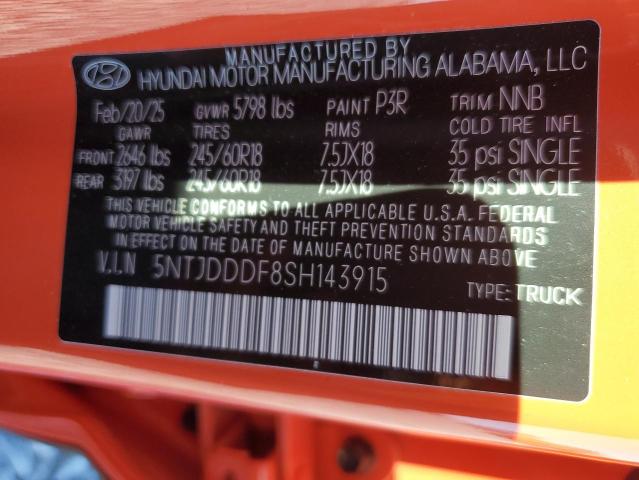 MANUFACTURED BY
HYUNDAI MOTOR MANUFACTURING ALABAMA, LLC
Feb/20/25 GVWR 5798 lbs PAINT P3R TRIM NNB
GAWR TIRES RIMS COLD TIRE INFL
FRONT 2646 lbs 245/60R18 7.5JX18 35 psi SINGLE
REAR 3197 lbs 245/60R18 7.5JX18 35 psi SINGLE
THIS VEHICLE CONFORMS TO ALL APPLICABLE U.S.A. FEDERAL
MOTOR VEHICLE SAFETY AND THEFT PREVENTION STANDARDS
IN EFFECT ON THE DATE OF MANUFACTURE SHOWN ABOVE
V.I.N 5NTJDDDF8SH143915 TYPE: TRUCK